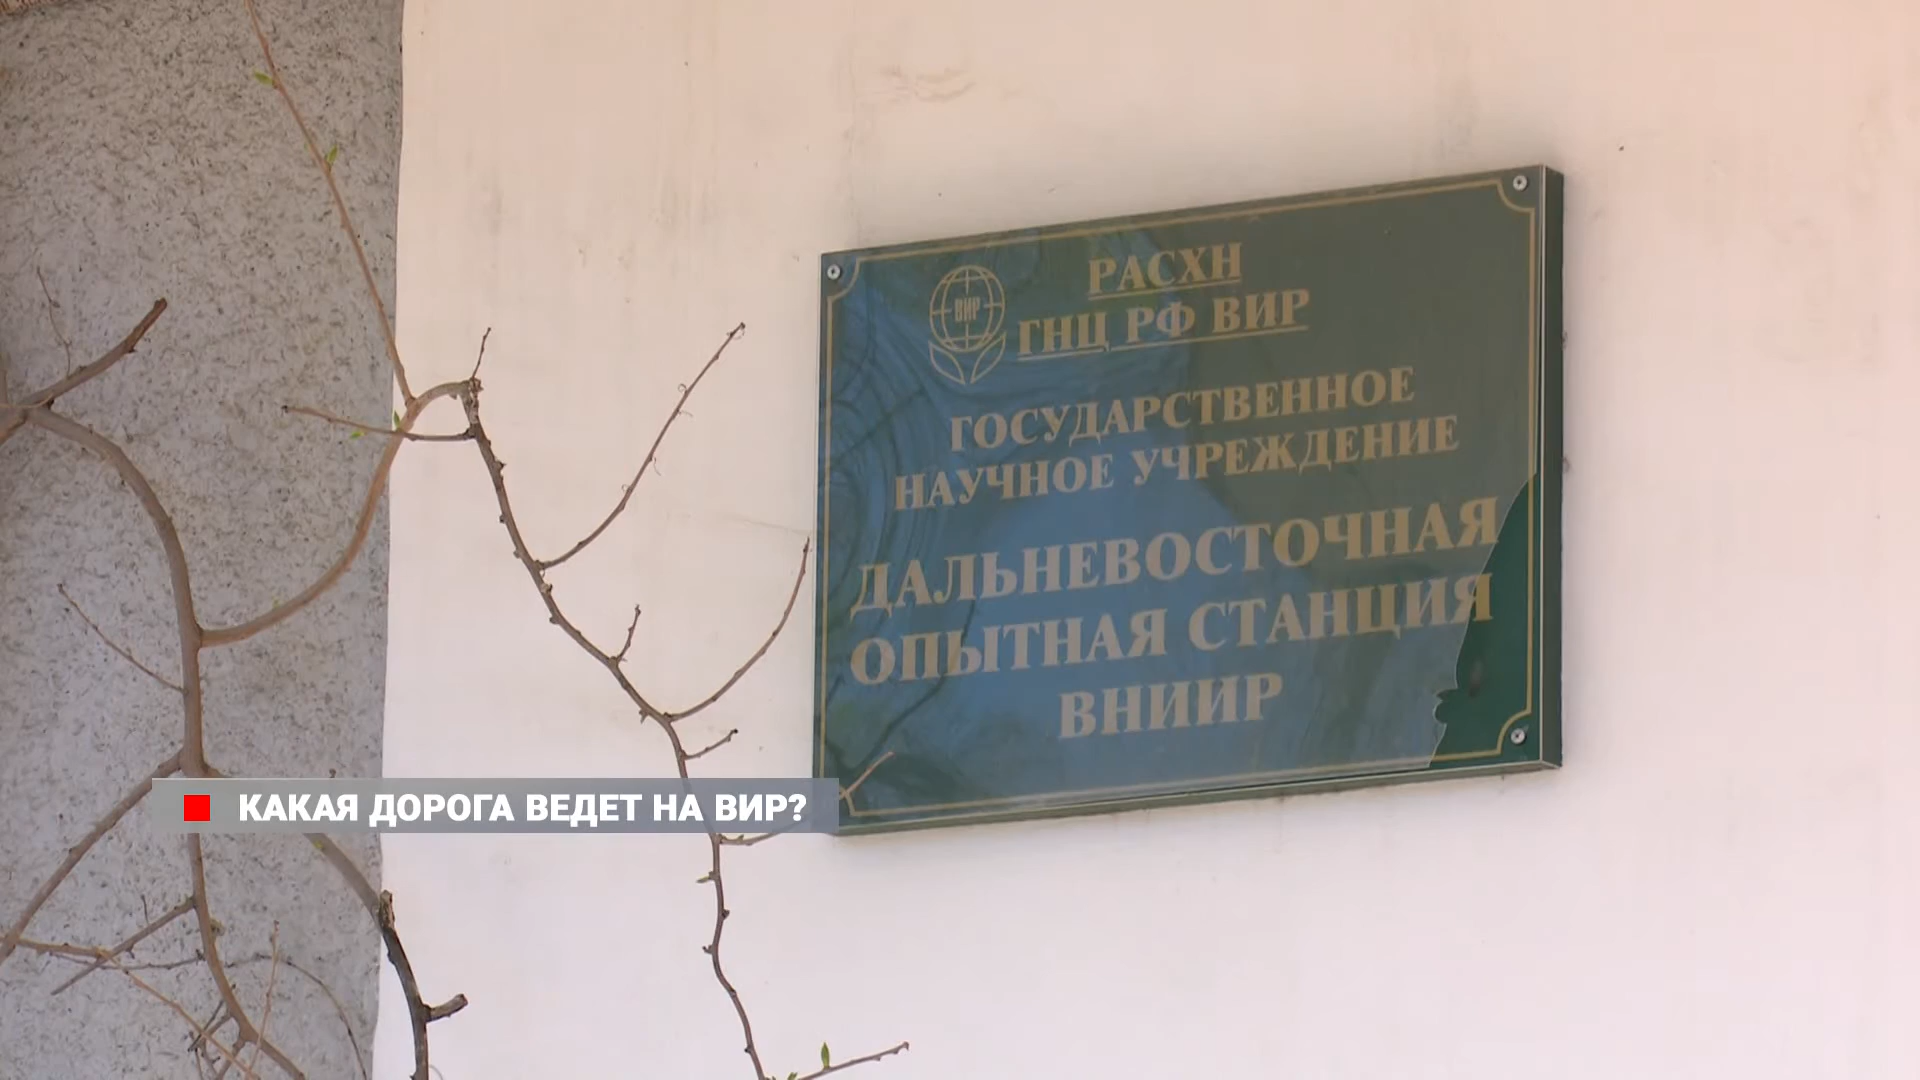 РАСХН
ВИР
ГНЦ РФ ВИР
ГОСУДАРСТВЕННОЕ
НАУЧНОЕ УЧРЕЖДЕНИЕ
ДАЛЬНЕВОСТОЧНАЯ
ОПЫТНАЯ СТАНЦИЯ
ВНИИР
КАКАЯ ДОРОГА ВЕДЕТ НА ВИР?